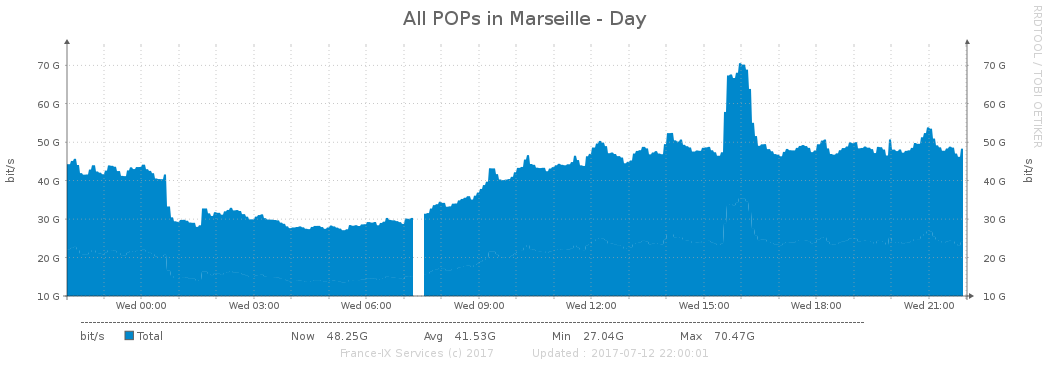 All POPs in Marseille - Day
RRDTOOL / TOBI OETIKER
bit/s
70 G 70 G
60 G 60 G
50 G 50 G
40 G 40 G
30 G 30 G
20 G 20 G
10 G 10 G
bit/s
Wed 00:00 Wed 03:00 Wed 06:00 Wed 09:00 Wed 12:00 Wed 15:00 Wed 18:00 Wed 21:00
bit/s Total Now 48.25G Avg 41.53G Min 27.04G Max 70.47G
France-IX Services (c) 2017 Updated : 2017-07-12 22:00:01